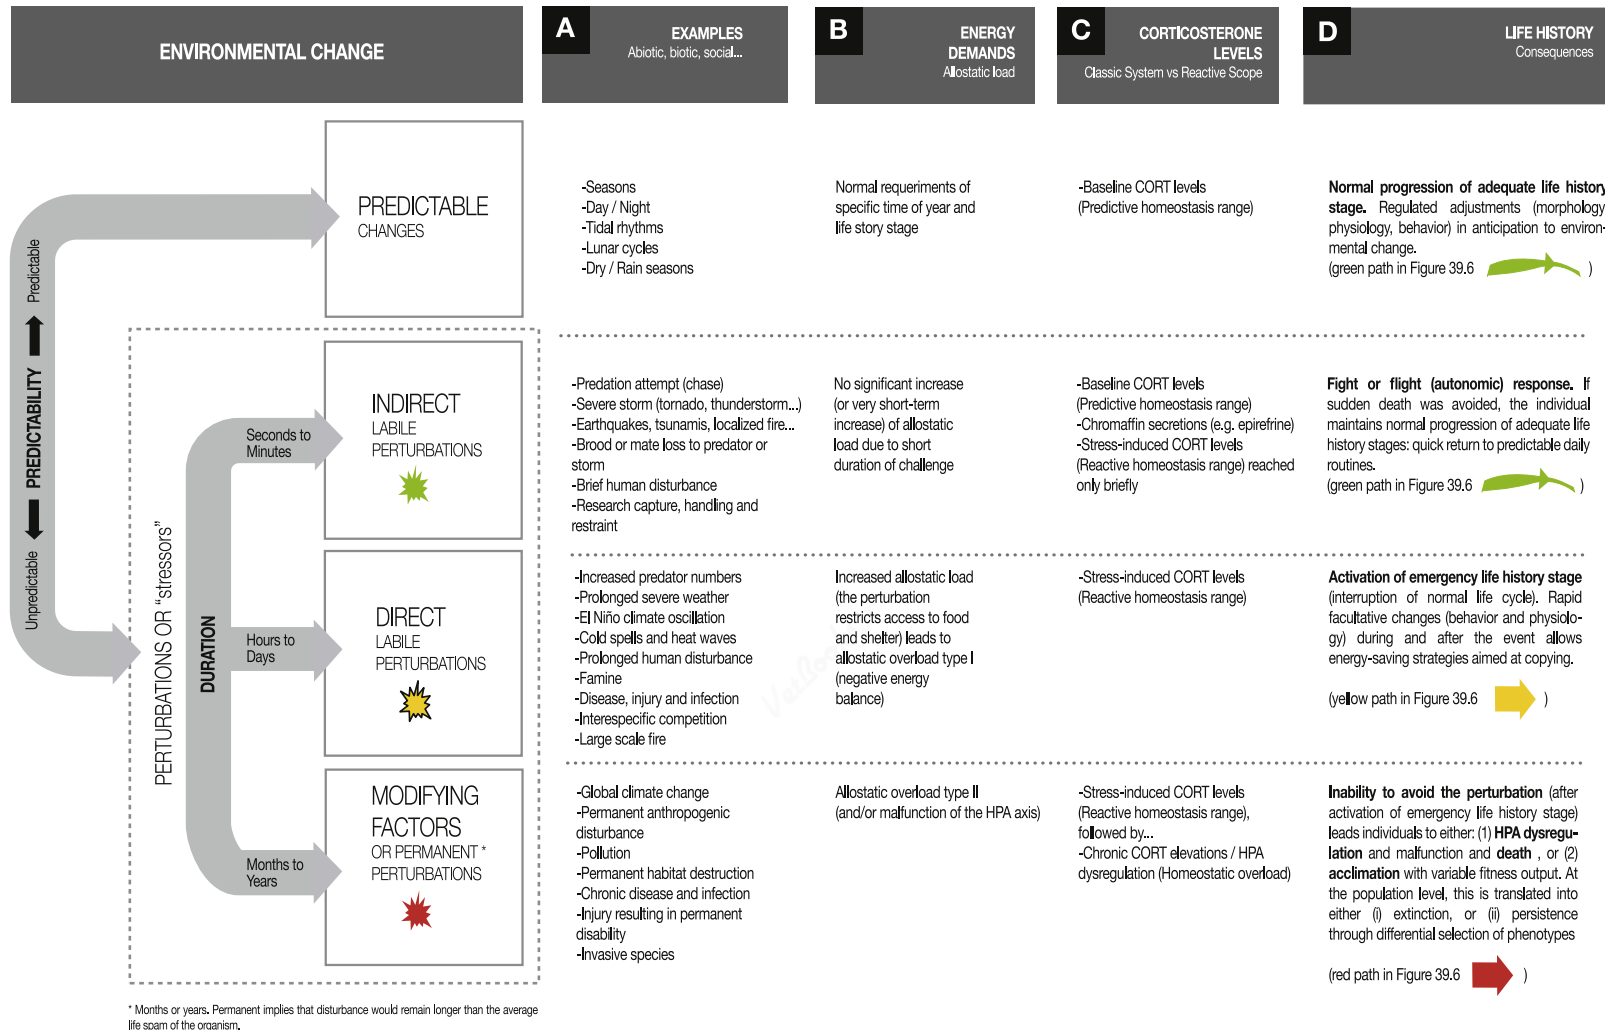 ENVIRONMENTAL CHANGE
A
EXAMPLES
Abiotic, biotic, social...
B
ENERGY
DEMANDS
Allostatic load
C
CORTICOSTERONE
LEVELS
Classic System vs Reactive Scope
D
LIFE HISTORY
Consequences
Unpredictable
PREDICTABILITY
Predictable
PREDICTABLE
CHANGES
-Seasons
-Day / Night
-Tidal rhythms
-Lunar cycles
-Dry / Rain seasons
Normal requeriments of
specific time of year and
life story stage
-Baseline CORT levels
(Predictive homeostasis range)
Normal progression of adequate life history
stage. Regulated adjustments (morphology
physiology, behavior) in anticipation to environ-
mental change.
(green path in Figure 39.6 )
PERTURBATIONS OR "stressors"
DURATION
Seconds to
Minutes
INDIRECT
LABILE
PERTURBATIONS
-Predation attempt (chase)
-Severe storm (tornado, thunderstorm...)
-Earthquakes, tsunamis, localized fire...
-Brood or mate loss to predator or
storm
-Brief human disturbance
-Research capture, handling and
restraint
No significant increase
(or very short-term
increase) of allostatic
load due to short
duration of challenge
-Baseline CORT levels
(Predictive homeostasis range)
-Chromaffin secretions (e.g. epirefrine)
-Stress-induced CORT levels
(Reactive homeostasis range) reached
only briefly
Fight or flight (autonomic) response. If
sudden death was avoided, the individual
maintains normal progression of adequate life
history stages: quick return to predictable daily
routines.
(green path in Figure 39.6 )
Hours to
Days
DIRECT
LABILE
PERTURBATIONS
-Increased predator numbers
-Prolonged severe weather
-El Niño climate oscillation
-Cold spells and heat waves
-Prolonged human disturbance
-Famine
-Disease, injury and infection
-Interespecific competition
-Large scale fire
Increased allostatic load
(the perturbation
restricts access to food
and shelter) leads to
allostatic overload type I
(negative energy
balance)
-Stress-induced CORT levels
(Reactive homeostasis range)
Activation of emergency life history stage
(interruption of normal life cycle). Rapid
facultative changes (behavior and physiolo-
gy) during and after the event allows
energy-saving strategies aimed at copying.
(yellow path in Figure 39.6 )
Months to
Years
MODIFYING
FACTORS
OR PERMANENT *
PERTURBATIONS
-Global climate change
-Permanent anthropogenic
disturbance
-Pollution
-Permanent habitat destruction
-Chronic disease and infection
-Injury resulting in permanent
disability
-Invasive species
Allostatic overload type II
(and/or malfunction of the HPA axis)
-Stress-induced CORT levels
(Reactive homeostasis range),
followed by...
-Chronic CORT elevations / HPA
dysregulation (Homeostatic overload)
Inability to avoid the perturbation (after
activation of emergency life history stage)
leads individuals to either: (1) HPA dysregu-
lation and malfunction and death , or (2)
acclimation with variable fitness output. At
the population level, this is translated into
either (i) extinction, or (ii) persistence
through differential selection of phenotypes
(red path in Figure 39.6 )
* Months or years. Permanent implies that disturbance would remain longer than the average
life spam of the organism.